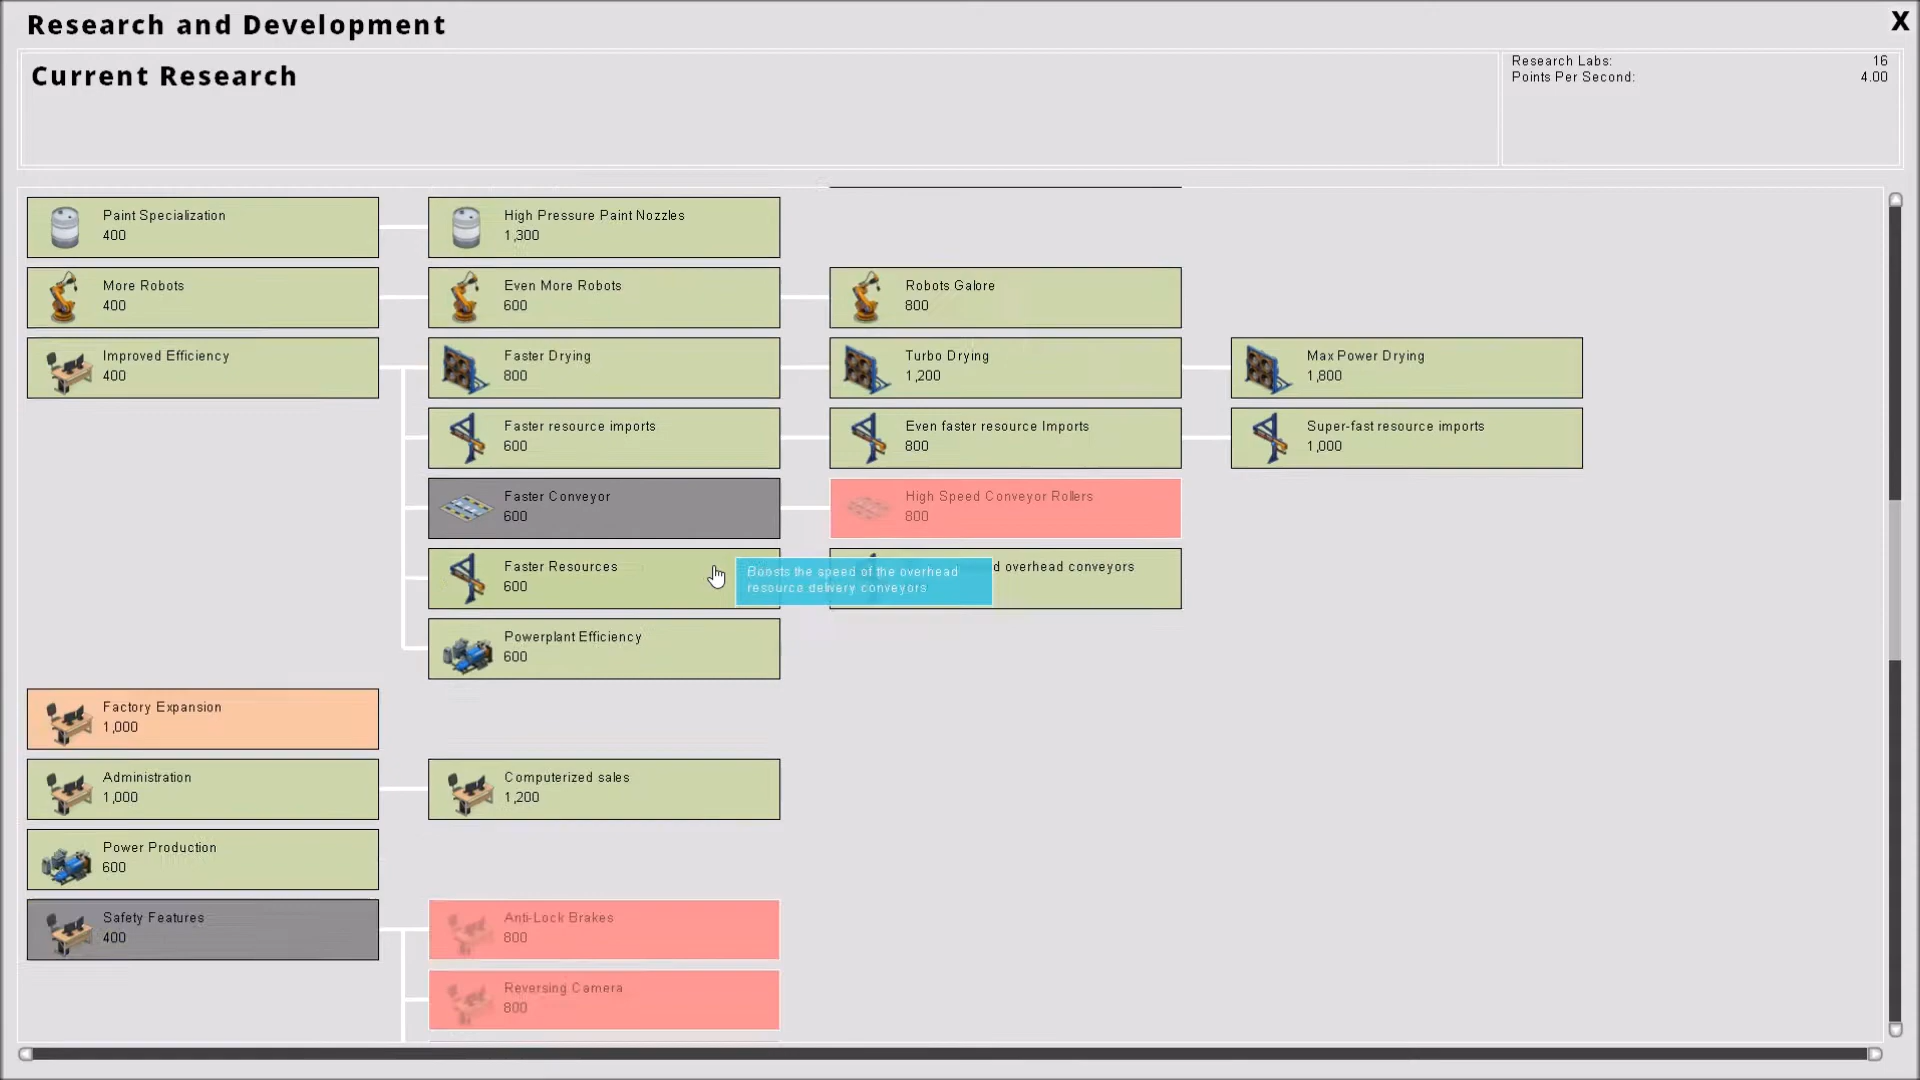 Research and Development
X
Current Research
Research Labs: 16
Points Per Second: 4.00
Paint Specialization
400
High Pressure Paint Nozzles
1,300
More Robots
400
Even More Robots
600
Robots Galore
800
Improved Efficiency
400
Faster Drying
800
Turbo Drying
1,200
Max Power Drying
1,800
Faster resource imports
600
Even faster resource Imports
800
Super-fast resource imports
1,000
Faster Conveyor
600
High Speed Conveyor Rollers
800
Faster Resources
600
Boosts the speed of the overhead
resource delivery conveyors
d overhead conveyors
Powerplant Efficiency
600
Factory Expansion
1,000
Administration
1,000
Computerized sales
1,200
Power Production
600
Safety Features
400
Anti-Lock Brakes
800
Reversing Camera
800